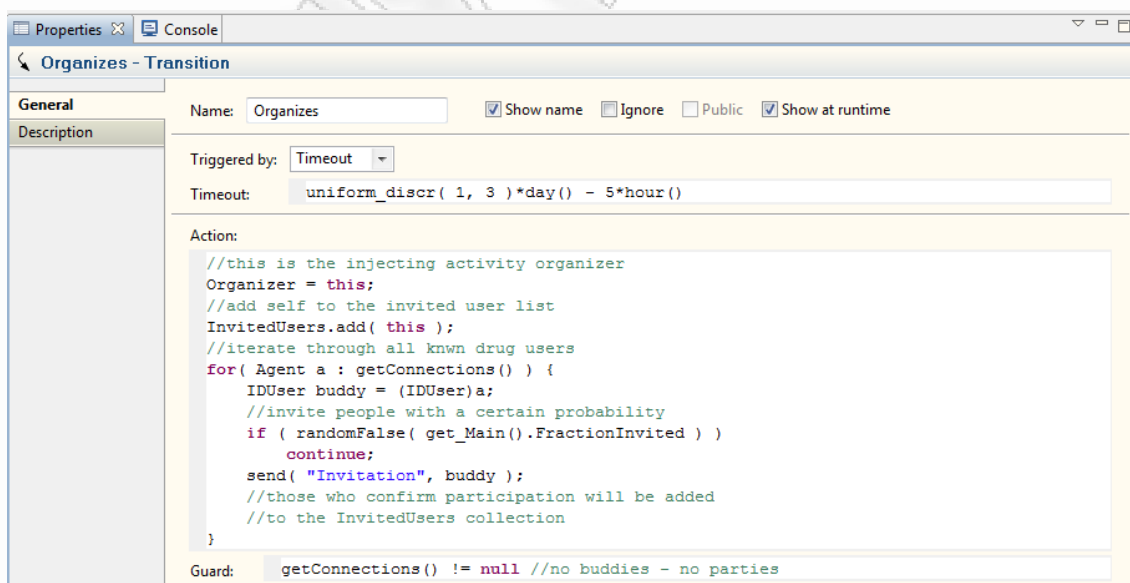 Properties Console
Organizes - Transition
General
Description
Name: Organizes Show name Ignore Public Show at runtime
Triggered by: Timeout
Timeout: uniform_discr( 1, 3 )*day() - 5*hour()
Action:
//this is the injecting activity organizer
Organizer = this;
//add self to the invited user list
InvitedUsers.add( this );
//iterate through all knwn drug users
for( Agent a : getConnections() ) {
IDUser buddy = (IDUser)a;
//invite people with a certain probability
if ( randomFalse( get_Main().FractionInvited ) )
continue;
send( "Invitation", buddy );
//those who confirm participation will be added
//to the InvitedUsers collection
}
Guard: getConnections() != null //no buddies - no parties